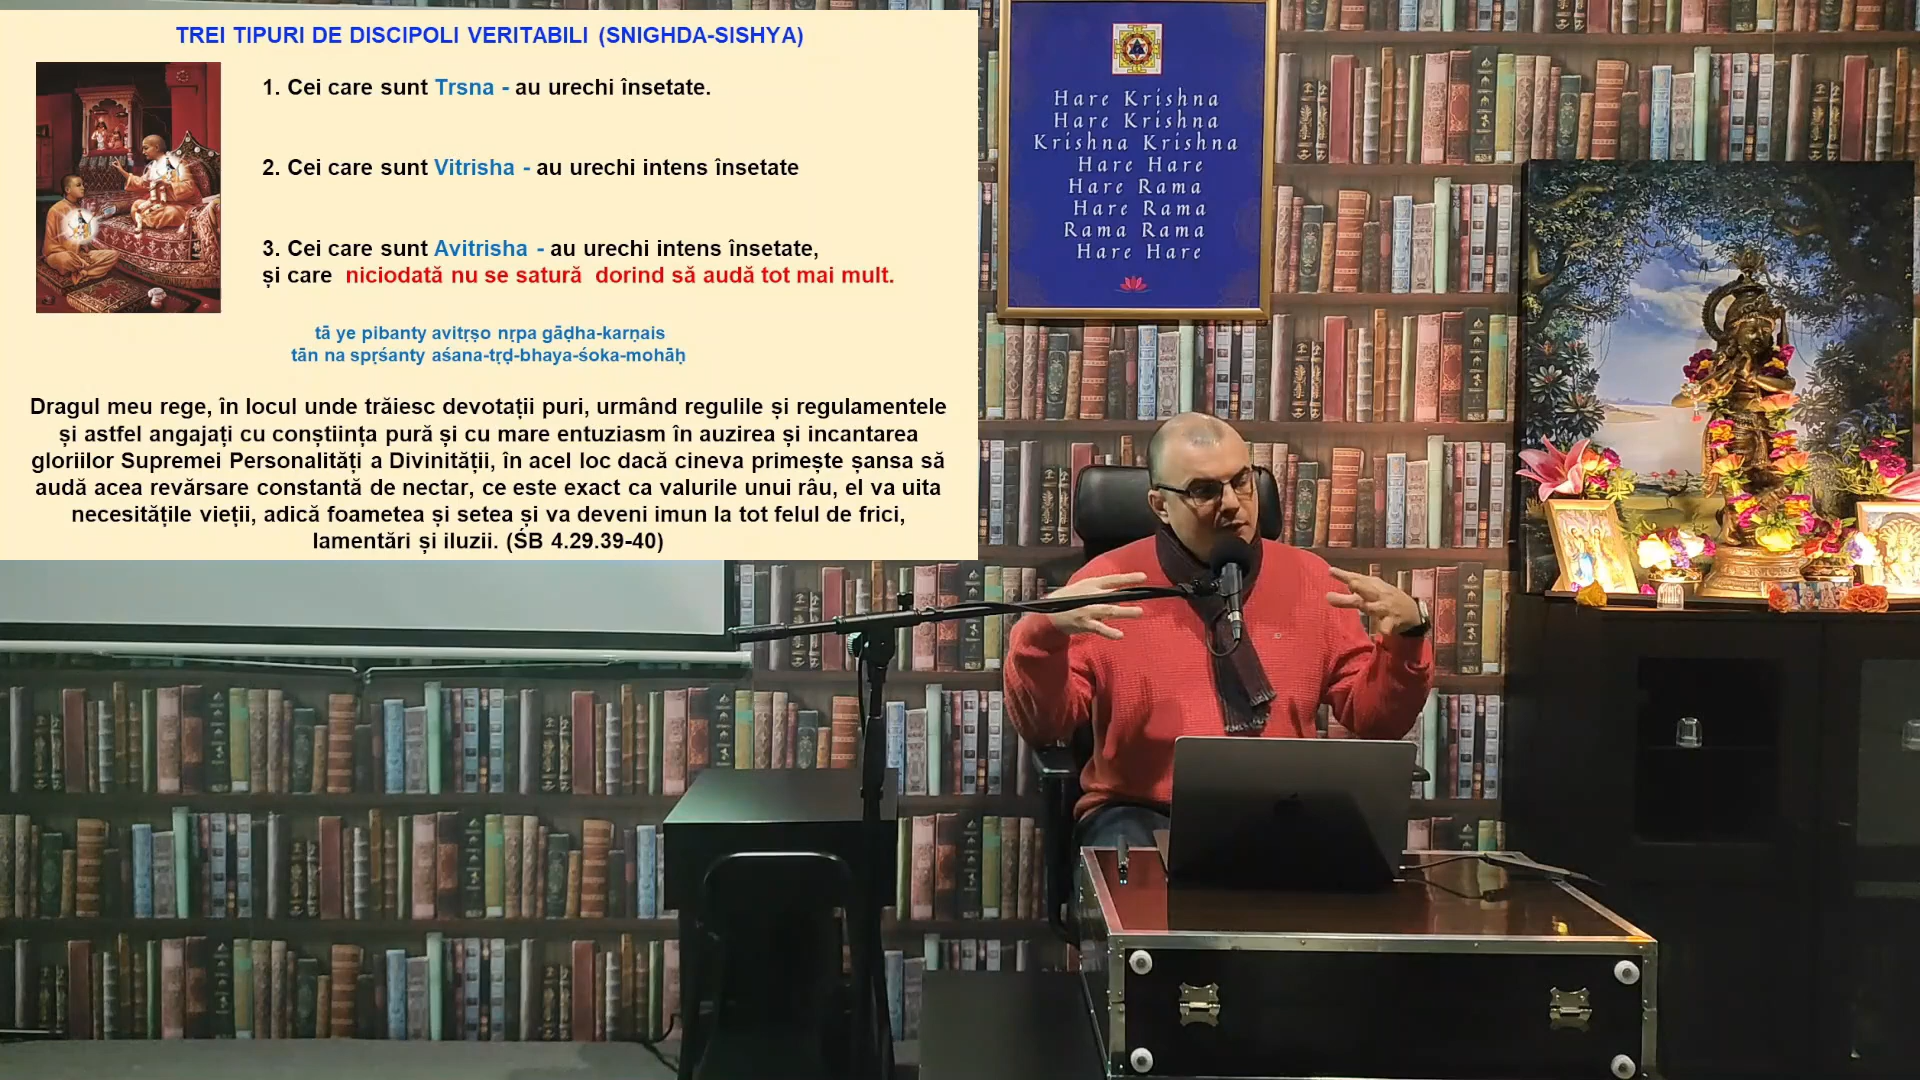 TREI TIPURI DE DISCIPOLI VERITABILI (SNIGHDA-SISHYA)
1. Cei care sunt Trsna - au urechi însetate.
2. Cei care sunt Vitrisha - au urechi intens însetate
3. Cei care sunt Avitrisha - au urechi intens însetate,
și care niciodată nu se satură dorind să audă tot mai mult.
tā ye pibanty avitṛṣo nṛpa gāḍha-karṇais
tān na spṛśanty aśana-tṛḍ-bhaya-śoka-mohāḥ
Dragul meu rege, în locul unde trăiesc devotații puri, urmând regulile și regulamentele
și astfel angajați cu conștiința pură și cu mare entuziasm în auzirea și incantarea
gloriilor Supremei Personalități a Divinității, în acel loc dacă cineva primește șansa să
audă acea revărsare constantă de nectar, ce este exact ca valurile unui râu, el va uita
necesitățile vieții, adică foametea și setea și va deveni imun la tot felul de frici,
lamentări și iluzii. (ŚB 4.29.39-40)
Hare Krishna
Hare Krishna
Krishna Krishna
Hare Hare
Hare Rama
Hare Rama
Rama Rama
Hare Hare